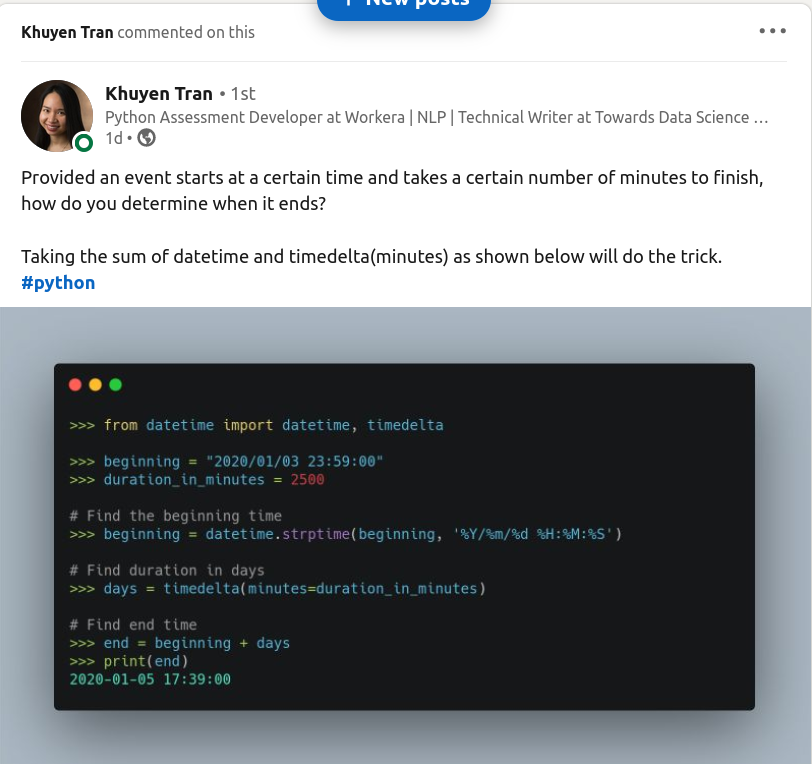 ↑ New posts
Khuyen Tran commented on this
Khuyen Tran • 1st
Python Assessment Developer at Workera | NLP | Technical Writer at Towards Data Science ...
1d •
Provided an event starts at a certain time and takes a certain number of minutes to finish,
how do you determine when it ends?
Taking the sum of datetime and timedelta(minutes) as shown below will do the trick.
#python
>>> from datetime import datetime, timedelta
>>> beginning = "2020/01/03 23:59:00"
>>> duration_in_minutes = 2500
# Find the beginning time
>>> beginning = datetime.strptime(beginning, '%Y/%m/%d %H:%M:%S')
# Find duration in days
>>> days = timedelta(minutes=duration_in_minutes)
# Find end time
>>> end = beginning + days
>>> print(end)
2020-01-05 17:39:00